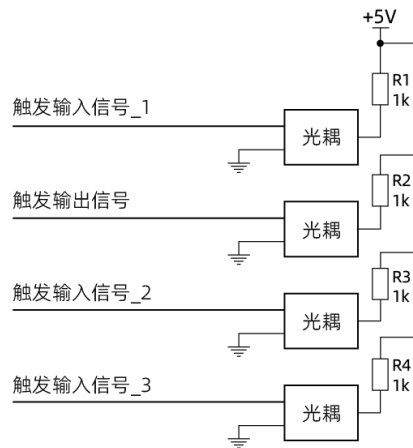 +5V
R1
1k
触发输入信号_1
光耦
R2
1k
触发输出信号
光耦
R3
1k
触发输入信号_2
光耦
R4
1k
触发输入信号_3
光耦